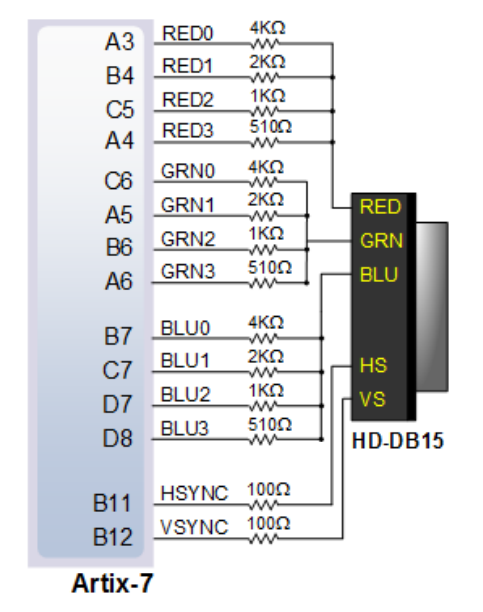 A3 RED0 4KΩ
B4 RED1 2KΩ
C5 RED2 1KΩ
A4 RED3 510Ω
C6 GRN0 4KΩ
A5 GRN1 2KΩ
B6 GRN2 1KΩ
A6 GRN3 510Ω
B7 BLU0 4KΩ
C7 BLU1 2KΩ
D7 BLU2 1KΩ
D8 BLU3 510Ω
B11 HSYNC 100Ω
B12 VSYNC 100Ω
Artix-7
RED
GRN
BLU
HS
VS
HD-DB15